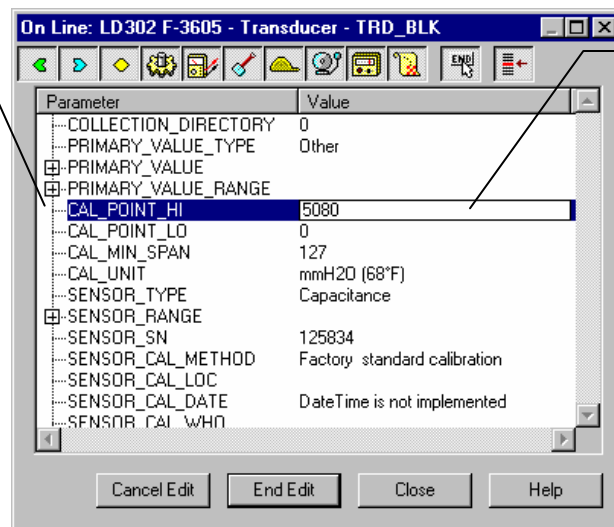 On Line: LD302 F-3605 - Transducer - TRD_BLK
END
Parameter Value
COLLECTION_DIRECTORY 0
PRIMARY_VALUE_TYPE Other
PRIMARY_VALUE
PRIMARY_VALUE_RANGE
CAL_POINT_HI 5080
CAL_POINT_LO 0
CAL_MIN_SPAN 127
CAL_UNIT mmH2O (68°F)
SENSOR_TYPE Capacitance
SENSOR_RANGE
SENSOR_SN 125834
SENSOR_CAL_METHOD Factory standard calibration
SENSOR_CAL_LOC
SENSOR_CAL_DATE DateTime is not implemented
SENSOR_CAL_WHO
Cancel Edit End Edit Close Help